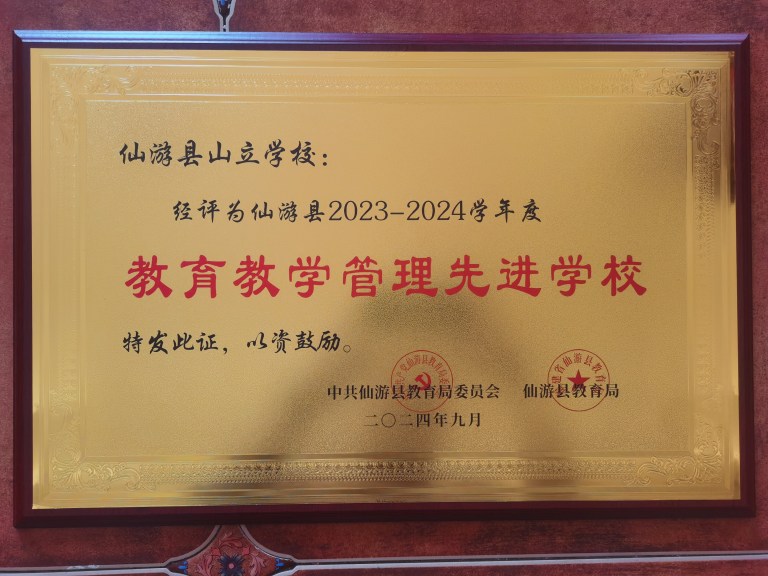 仙游县山立学校：
经评为仙游县2023-2024学年度
教育教学管理先进学校
特发此证，以资鼓励。
中共仙游县教育局委员会 仙游县教育局
二〇二四年九月